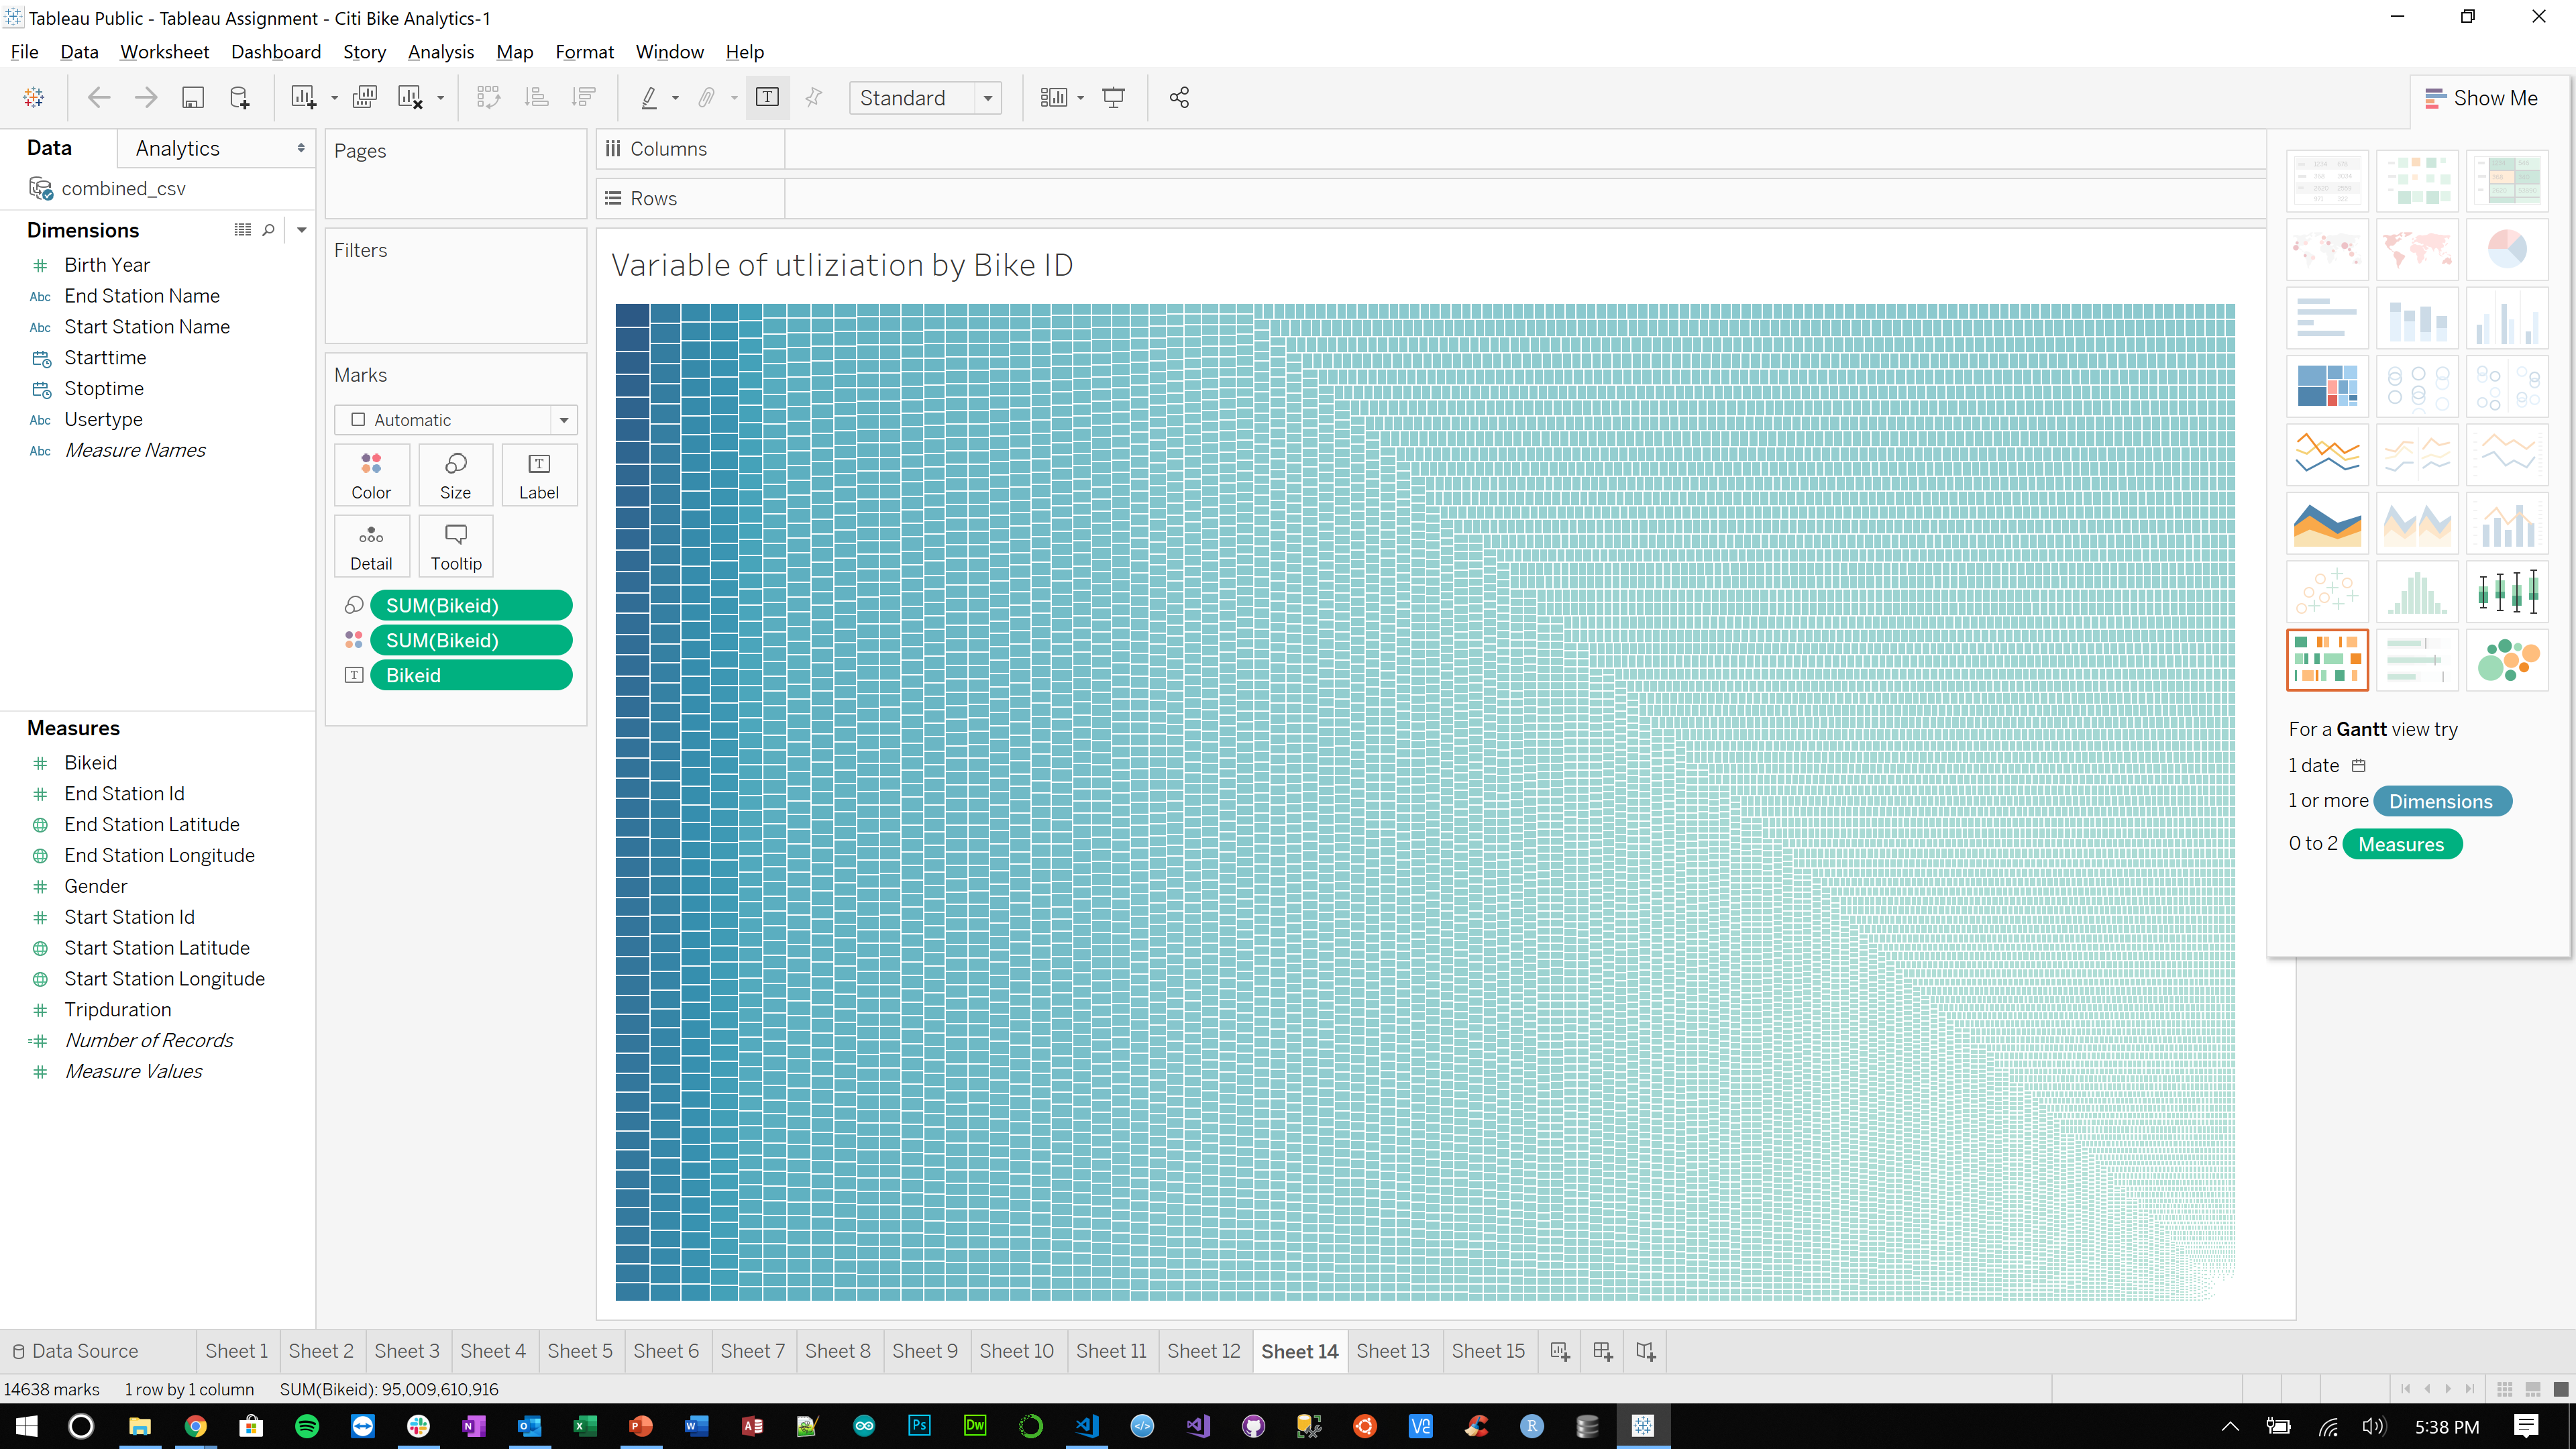 Tableau Public - Tableau Assignment - Citi Bike Analytics-1
File Data Worksheet Dashboard Story Analysis Map Format Window Help
Standard
Show Me
Data Analytics
combined_csv
Dimensions
Birth Year
Abc End Station Name
Abc Start Station Name
Starttime
Stoptime
Abc Usertype
Abc Measure Names
Measures
Bikeid
End Station Id
End Station Latitude
End Station Longitude
Gender
Start Station Id
Start Station Latitude
Start Station Longitude
Tripduration
Number of Records
Measure Values
Pages
Filters
Marks
Automatic
Color Size Label
Detail Tooltip
SUM(Bikeid)
SUM(Bikeid)
Bikeid
Columns
Rows
Variable of utliziation by Bike ID
For a Gantt view try
1 date
1 or more Dimensions
0 to 2 Measures
Data Source Sheet 1 Sheet 2 Sheet 3 Sheet 4 Sheet 5 Sheet 6 Sheet 7 Sheet 8 Sheet 9 Sheet 10 Sheet 11 Sheet 12 Sheet 14 Sheet 13 Sheet 15
14638 marks 1 row by 1 column SUM(Bikeid): 95,009,610,916
5:38 PM